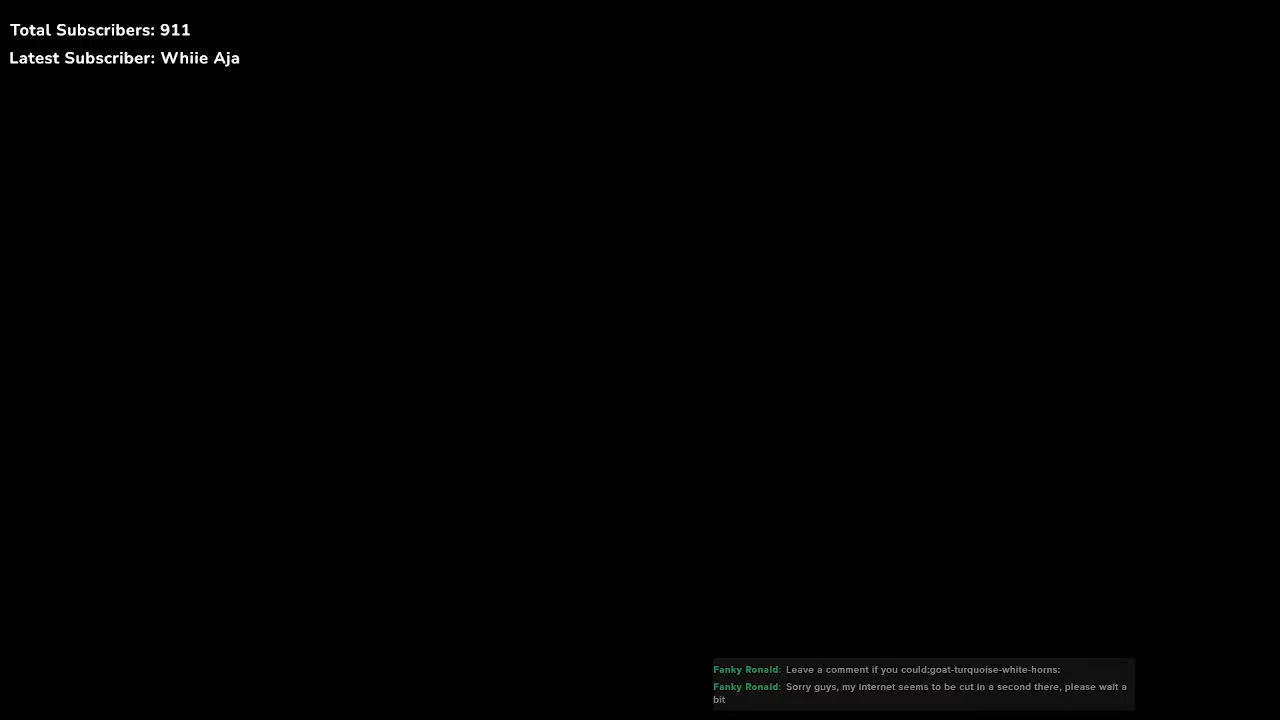 Total Subscribers: 911
Latest Subscriber: Whiie Aja
Fanky Ronald: Leave a comment if you could:goat-turquoise-white-horns:
Fanky Ronald: Sorry guys, my internet seems to be cut in a second there, please wait a
bit